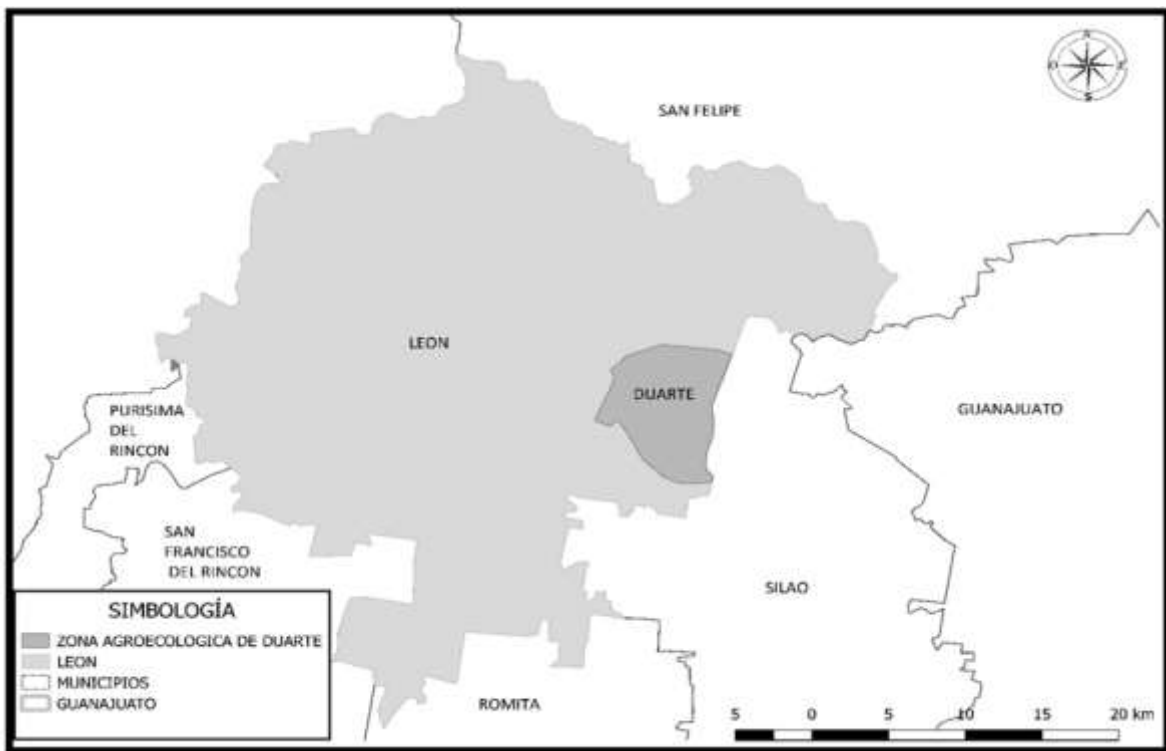 A
O
E
S
SAN FELIPE
LEON
DUARTE
GUANAJUATO
PURISIMA
DEL
RINCON
SAN
FRANCISCO
DEL RINCON
SILAO
ROMITA
SIMBOLOGÍA
ZONA AGROECOLOGICA DE DUARTE
LEON
MUNICIPIOS
GUANAJUATO
5 0 5 10 15 20 km